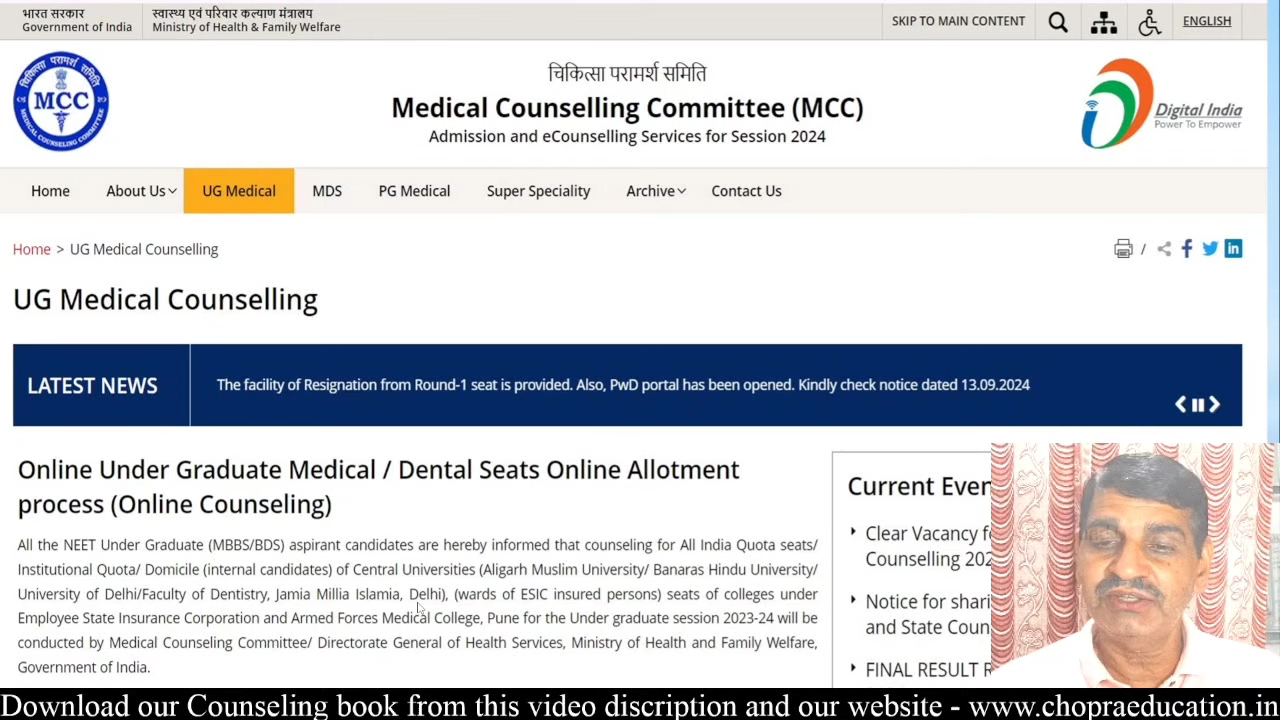 भारत सरकार
Government of India
स्वास्थ्य एवं परिवार कल्याण मंत्रालय
Ministry of Health & Family Welfare
SKIP TO MAIN CONTENT
ENGLISH
चिकित्सा परामर्श समिति
MCC
MEDICAL COUNSELLING COMMITTEE
चिकित्सा परामर्श समिति
Medical Counselling Committee (MCC)
Admission and eCounselling Services for Session 2024
Digital India
Power To Empower
Home About Us UG Medical MDS PG Medical Super Speciality Archive Contact Us
Home > UG Medical Counselling
UG Medical Counselling
LATEST NEWS
The facility of Resignation from Round-1 seat is provided. Also, PwD portal has been opened. Kindly check notice dated 13.09.2024
Online Under Graduate Medical / Dental Seats Online Allotment
process (Online Counseling)
All the NEET Under Graduate (MBBS/BDS) aspirant candidates are hereby informed that counseling for All India Quota seats/
Institutional Quota/ Domicile (internal candidates) of Central Universities (Aligarh Muslim University/ Banaras Hindu University/
University of Delhi/Faculty of Dentistry, Jamia Millia Islamia, Delhi), (wards of ESIC insured persons) seats of colleges under
Employee State Insurance Corporation and Armed Forces Medical College, Pune for the Under graduate session 2023-24 will be
conducted by Medical Counseling Committee/ Directorate General of Health Services, Ministry of Health and Family Welfare,
Government of India.
Current Even
Clear Vacancy f
Counselling 202
Notice for shari
and State Coun
FINAL RESULT R
Download our Counseling book from this video discription and our website - www.chopraeducation.in